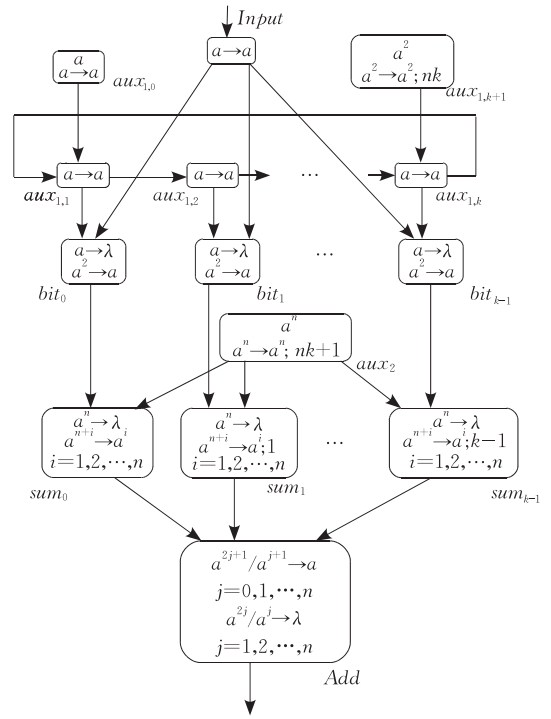 Input
a
a→a
aux₁,₀
a→a
a²
a²→a²; nk
aux₁,ₖ₊₁
a→a
aux₁,₁
a→a
aux₁,₂
…
a→a
aux₁,ₖ
a→λ
a²→a
bit₀
a→λ
a²→a
bit₁
…
a→λ
a²→a
bitₖ₋₁
aⁿ
aⁿ→aⁿ; nk+1
aux₂
aⁿ→λ
aⁿ⁺ⁱ→aⁱ
i=1,2,…,n
sum₀
aⁿ→λ
aⁿ⁺ⁱ→aⁱ;1
i=1,2,…,n
sum₁
…
aⁿ→λ
aⁿ⁺ⁱ→aⁱ;k−1
i=1,2,…,n
sumₖ₋₁
a²ʲ⁺¹/aʲ⁺¹→a
j=0,1,…,n
a²ʲ/aʲ→λ
j=1,2,…,n
Add